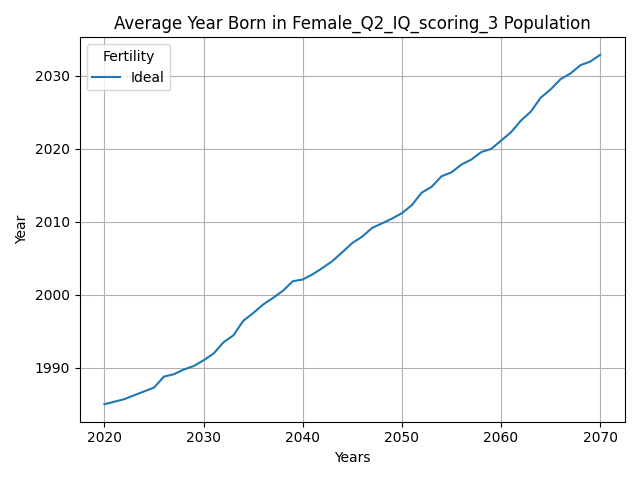 Average Year Born in Female_Q2_IQ_scoring_3 Population
Fertility
Ideal
Year
2030
2020
2010
2000
1990
2020 2030 2040 2050 2060 2070
Years